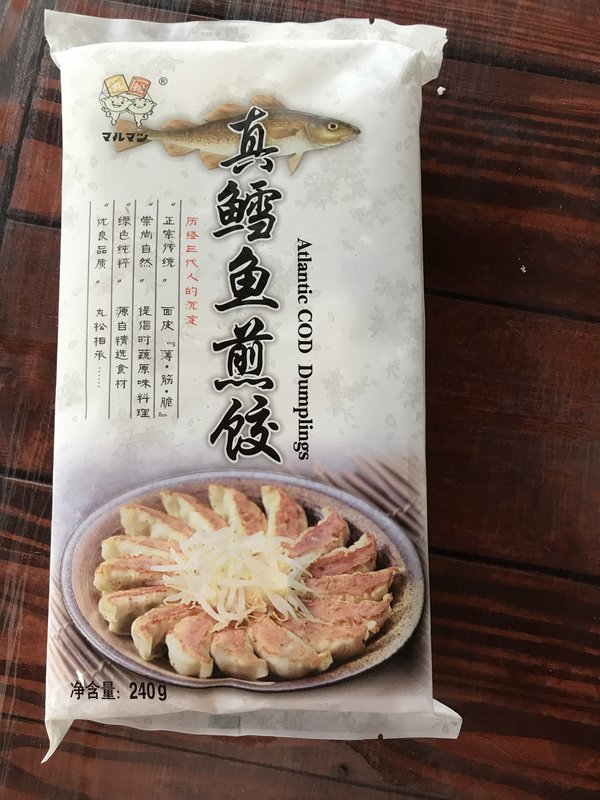 ®
マルマン
真鳕鱼煎饺
Atlantic COD Dumplings
历经三代人的沉淀
"正宗传统" 面皮『薄·筋·脆』
"崇尚自然" 提倡时蔬原味料理
"绿色纯粹" 源自精选食材
"优良品质" 丸松相承……
净含量: 240g